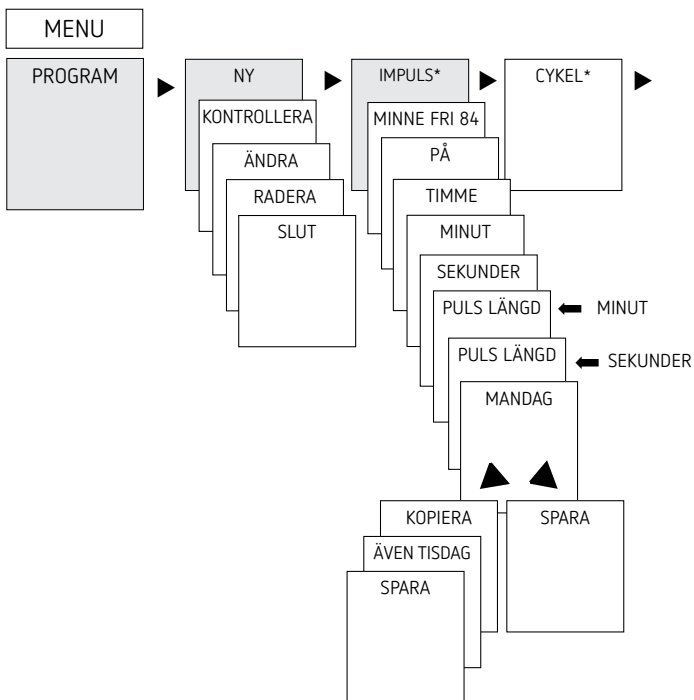 MENU
PROGRAM
NY
KONTROLLERA
ÄNDRA
RADERA
SLUT
IMPULS*
MINNE FRI 84
PÅ
TIMME
MINUT
SEKUNDER
PULS LÄNGD
MINUT
PULS LÄNGD
SEKUNDER
MANDAG
KOPIERA
ÄVEN TISDAG
SPARA
SPARA
CYKEL*